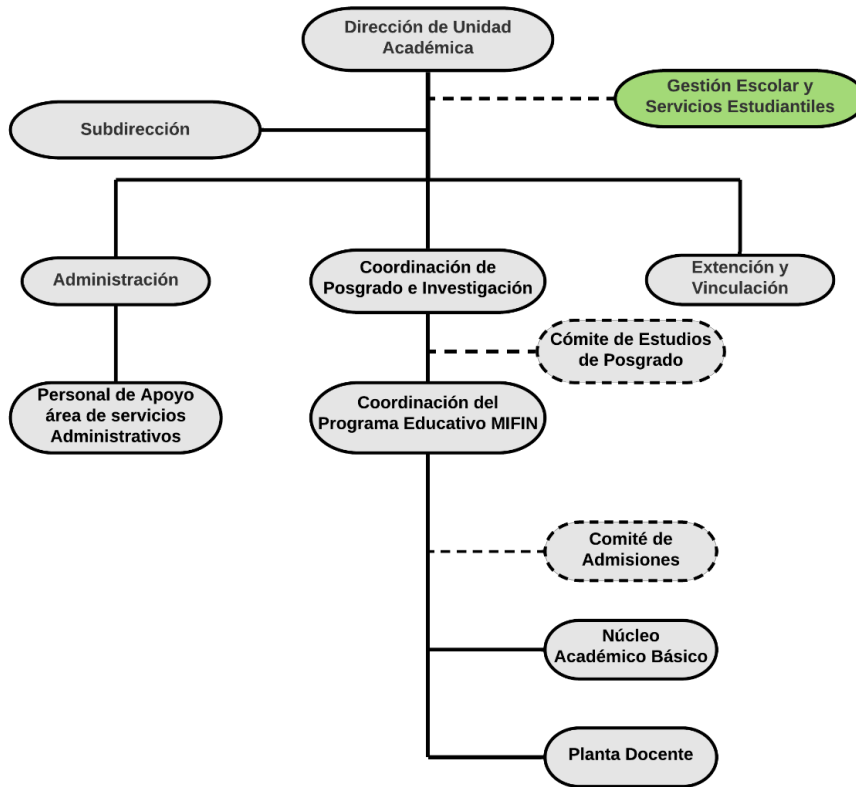 Dirección de Unidad
Académica
Gestión Escolar y
Servicios Estudiantiles
Subdirección
Administración
Coordinación de
Posgrado e Investigación
Extención y
Vinculación
Cómite de Estudios
de Posgrado
Personal de Apoyo
área de servicios
Administrativos
Coordinación del
Programa Educativo MIFIN
Comité de
Admisiones
Núcleo
Académico Básico
Planta Docente